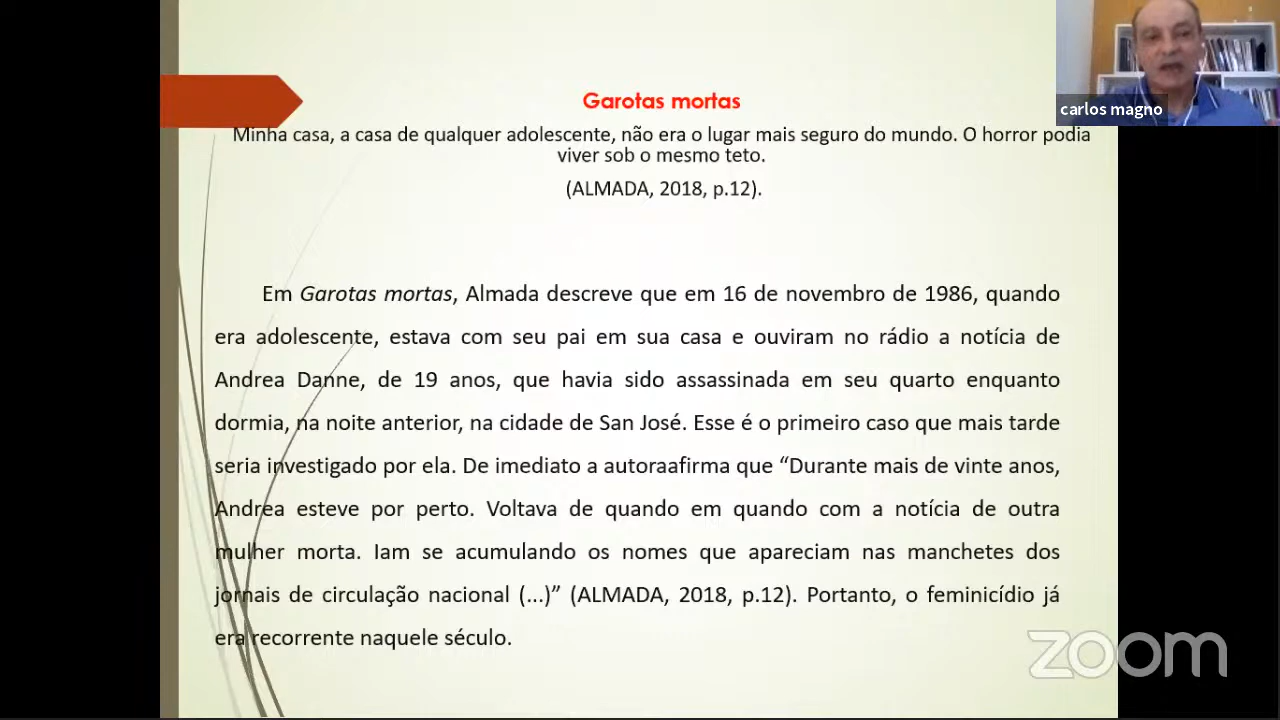 Garotas mortas
Minha casa, a casa de qualquer adolescente, não era o lugar mais seguro do mundo. O horror podia
viver sob o mesmo teto.
(ALMADA, 2018, p.12).
Em Garotas mortas, Almada descreve que em 16 de novembro de 1986, quando
era adolescente, estava com seu pai em sua casa e ouviram no rádio a notícia de
Andrea Danne, de 19 anos, que havia sido assassinada em seu quarto enquanto
dormia, na noite anterior, na cidade de San José. Esse é o primeiro caso que mais tarde
seria investigado por ela. De imediato a autoraafirma que “Durante mais de vinte anos,
Andrea esteve por perto. Voltava de quando em quando com a notícia de outra
mulher morta. Iam se acumulando os nomes que apareciam nas manchetes dos
jornais de circulação nacional (...)” (ALMADA, 2018, p.12). Portanto, o feminicídio já
era recorrente naquele século.
carlos magno
zoom